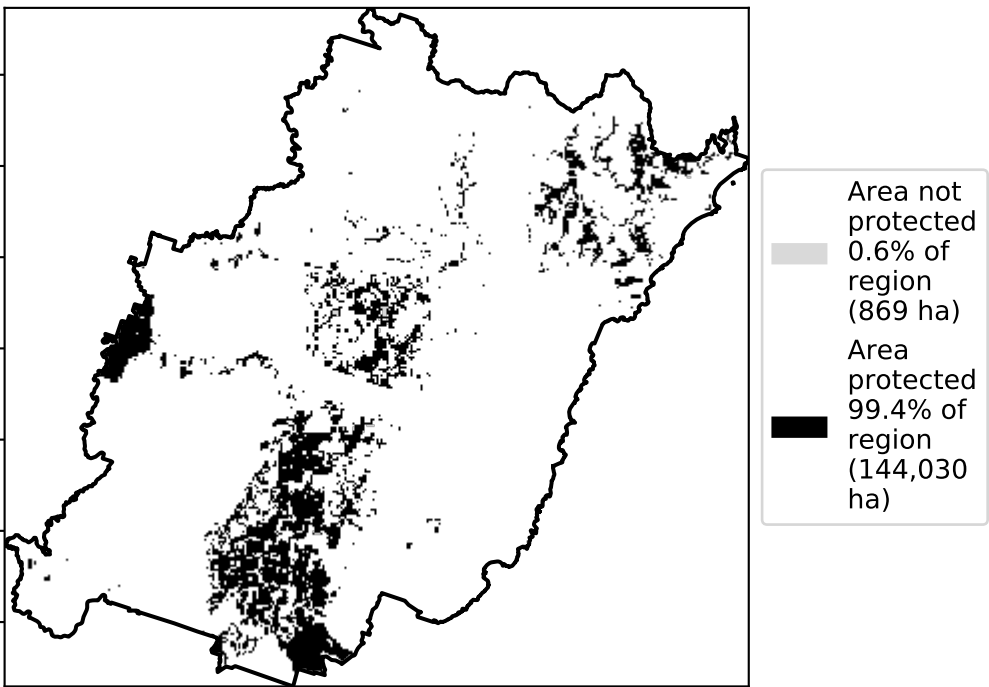 Area not
protected
0.6% of
region
(869 ha)
Area
protected
99.4% of
region
(144,030
ha)